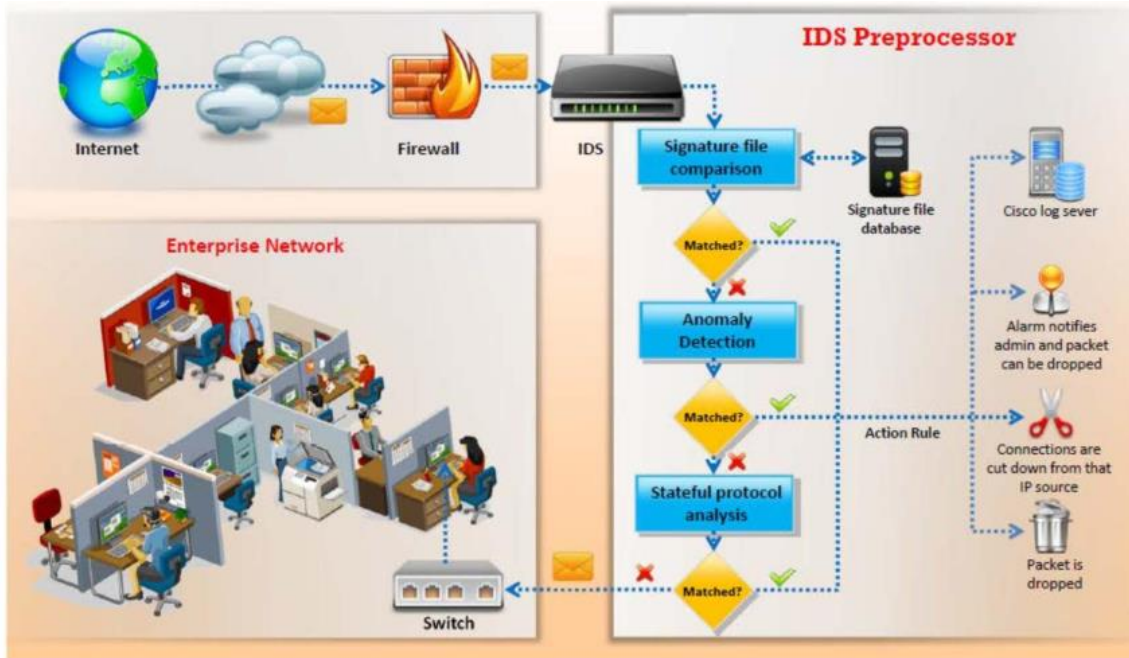 IDS Preprocessor
Internet
Firewall
IDS
Signature file
comparison
Signature file
database
Cisco log sever
Matched?
Enterprise Network
Anomaly
Detection
Alarm notifies
admin and packet
can be dropped
Matched?
Action Rule
Connections are
cut down from that
IP source
Stateful protocol
analysis
Packet is
dropped
Matched?
Switch